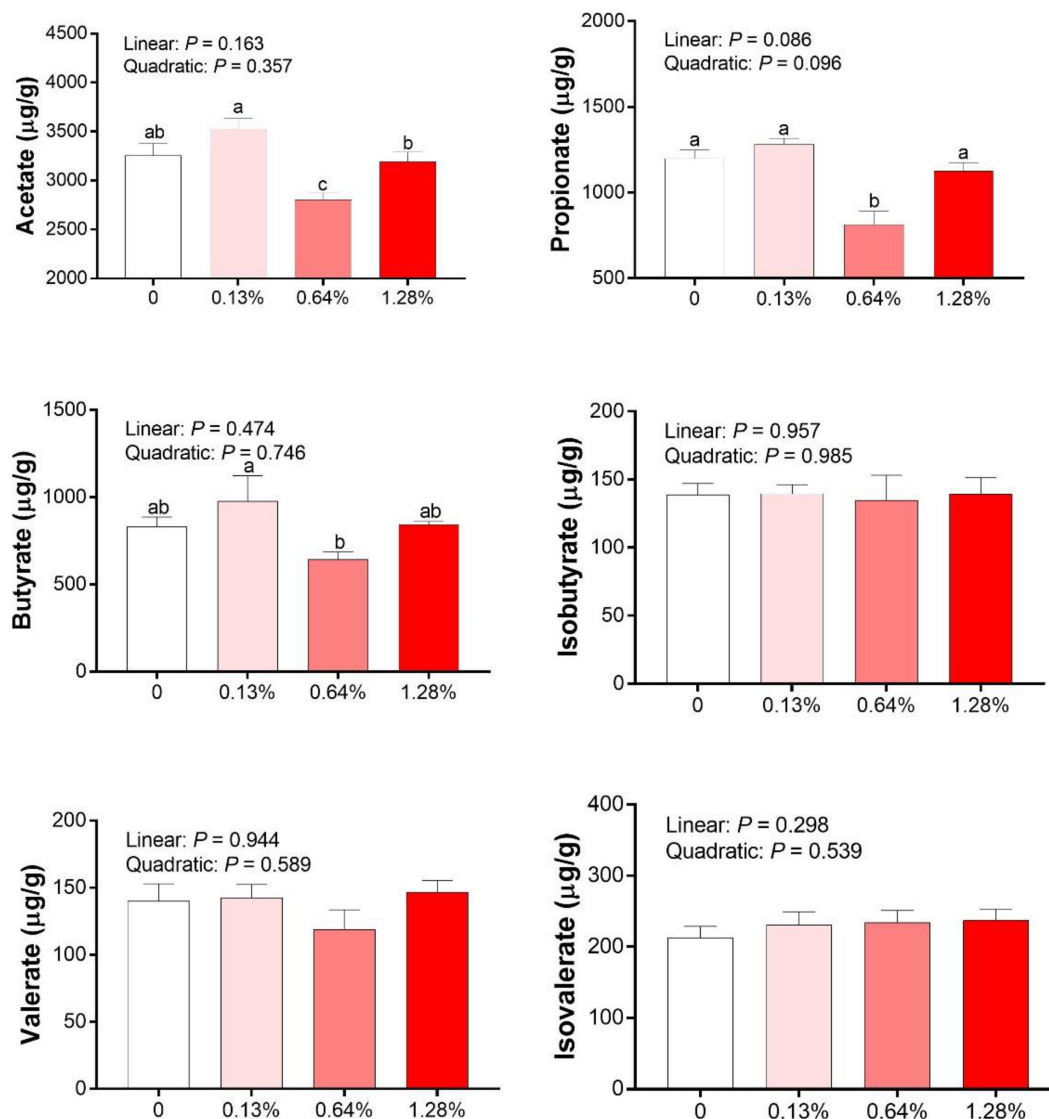 Acetate (μg/g)
Linear: P = 0.163
Quadratic: P = 0.357
4500
4000
3500
3000
2500
2000
ab
a
c
b
0
0.13%
0.64%
1.28%
Propionate (μg/g)
Linear: P = 0.086
Quadratic: P = 0.096
2000
1500
1000
500
a
a
b
a
0
0.13%
0.64%
1.28%
Butyrate (μg/g)
Linear: P = 0.474
Quadratic: P = 0.746
1500
1000
500
0
ab
a
b
ab
0
0.13%
0.64%
1.28%
Isobutyrate (μg/g)
Linear: P = 0.957
Quadratic: P = 0.985
200
150
100
50
0
0
0.13%
0.64%
1.28%
Valerate (μg/g)
Linear: P = 0.944
Quadratic: P = 0.589
200
150
100
50
0
0
0.13%
0.64%
1.28%
Isovalerate (μg/g)
Linear: P = 0.298
Quadratic: P = 0.539
400
300
200
100
0
0
0.13%
0.64%
1.28%